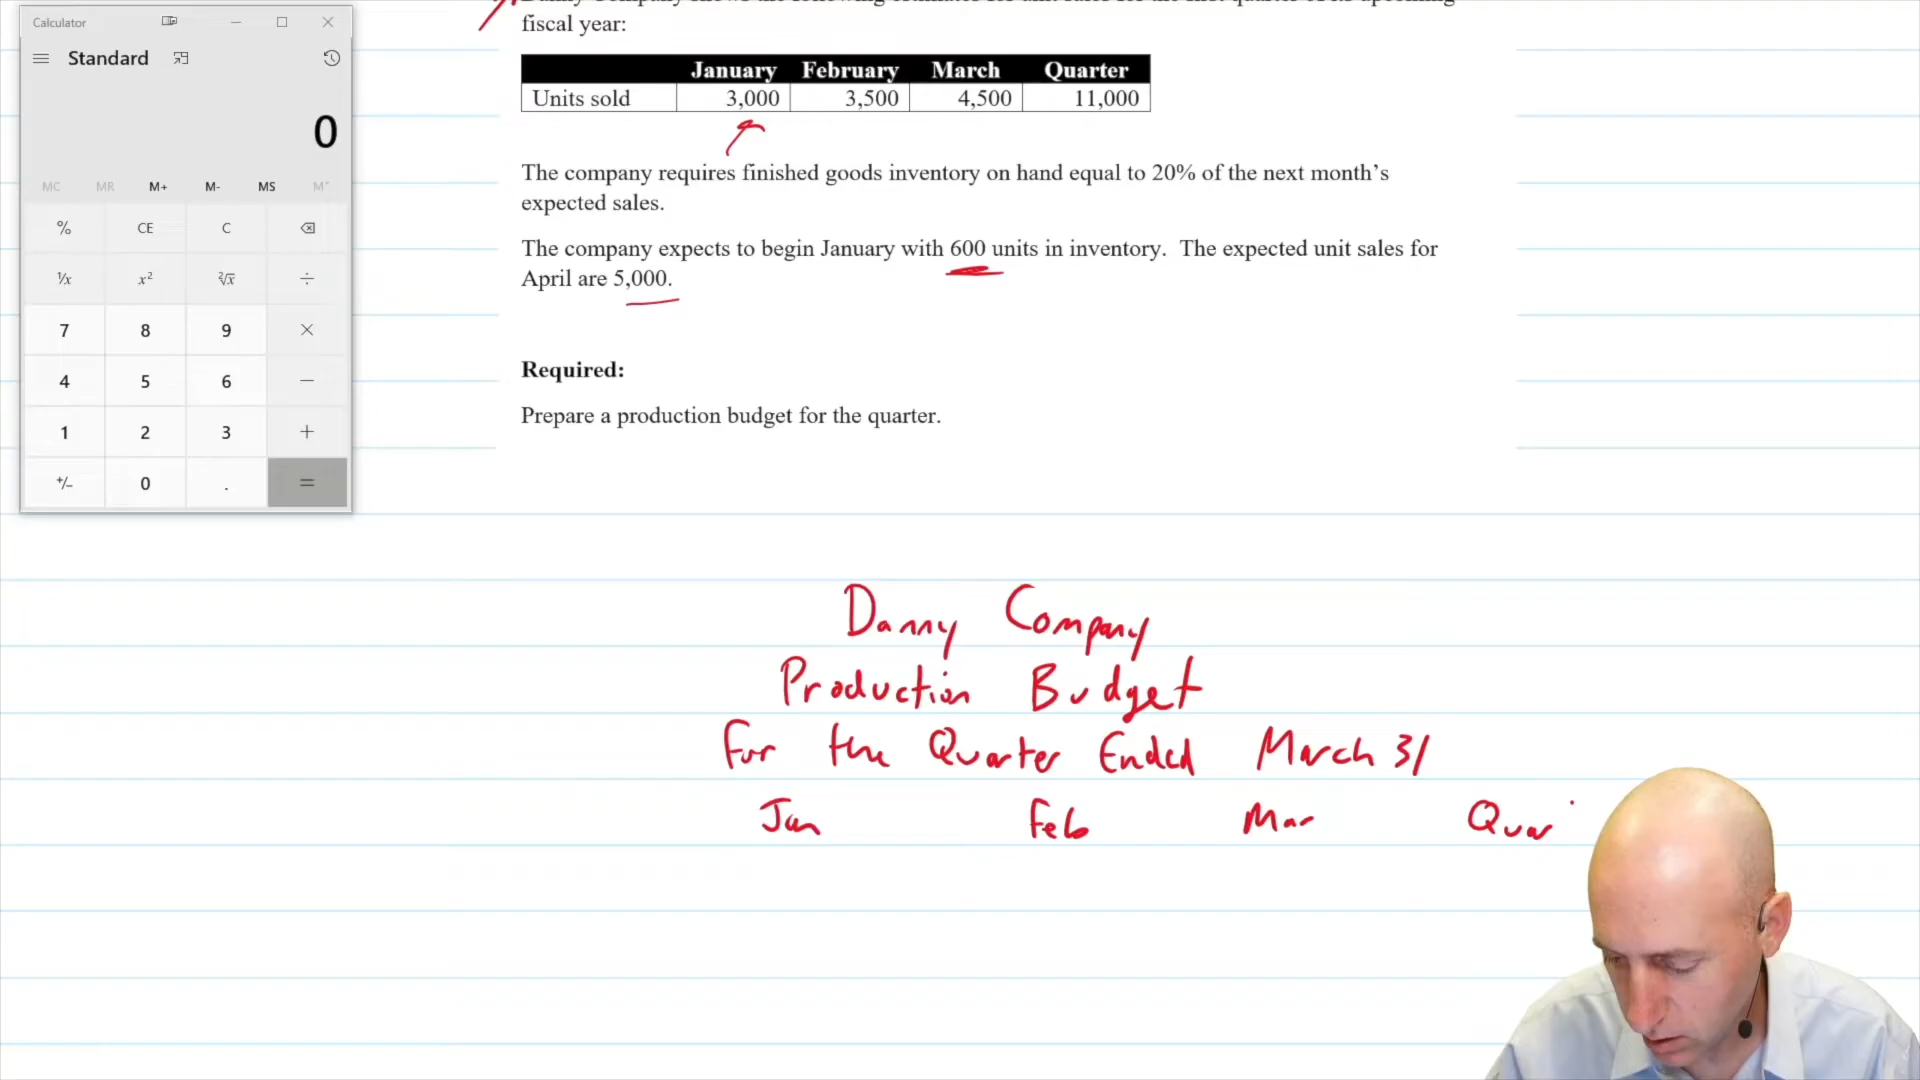 Calculator
Standard
0
MC MR M+ M- MS M˅
% CE C
¹/x x² ²√x ÷
7 8 9 ×
4 5 6 −
1 2 3 +
+/− 0 . =
fiscal year:
January February March Quarter
Units sold 3,000 3,500 4,500 11,000
The company requires finished goods inventory on hand equal to 20% of the next month’s
expected sales.
The company expects to begin January with 600 units in inventory. The expected unit sales for
April are 5,000.
Required:
Prepare a production budget for the quarter.
Danny Company
Production Budget
For the Quarter Ended March 31
Jan Feb Mar Quar